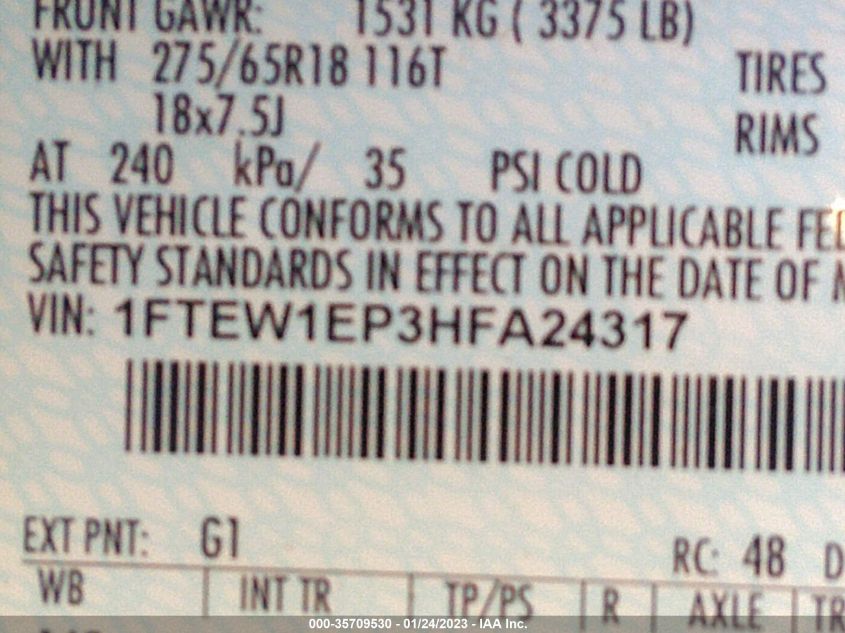 FRONT GAWR: 1531 KG ( 3375 LB)
WITH 275/65R18 116T TIRES
18x7.5J RIMS
AT 240 kPa/ 35 PSI COLD
THIS VEHICLE CONFORMS TO ALL APPLICABLE FED
SAFETY STANDARDS IN EFFECT ON THE DATE OF M
VIN: 1FTEW1EP3HFA24317
EXT PNT: G1 RC: 48 D
WB INT TR TP/PS R AXLE TR
000-35709530 - 01/24/2023 - IAA Inc.